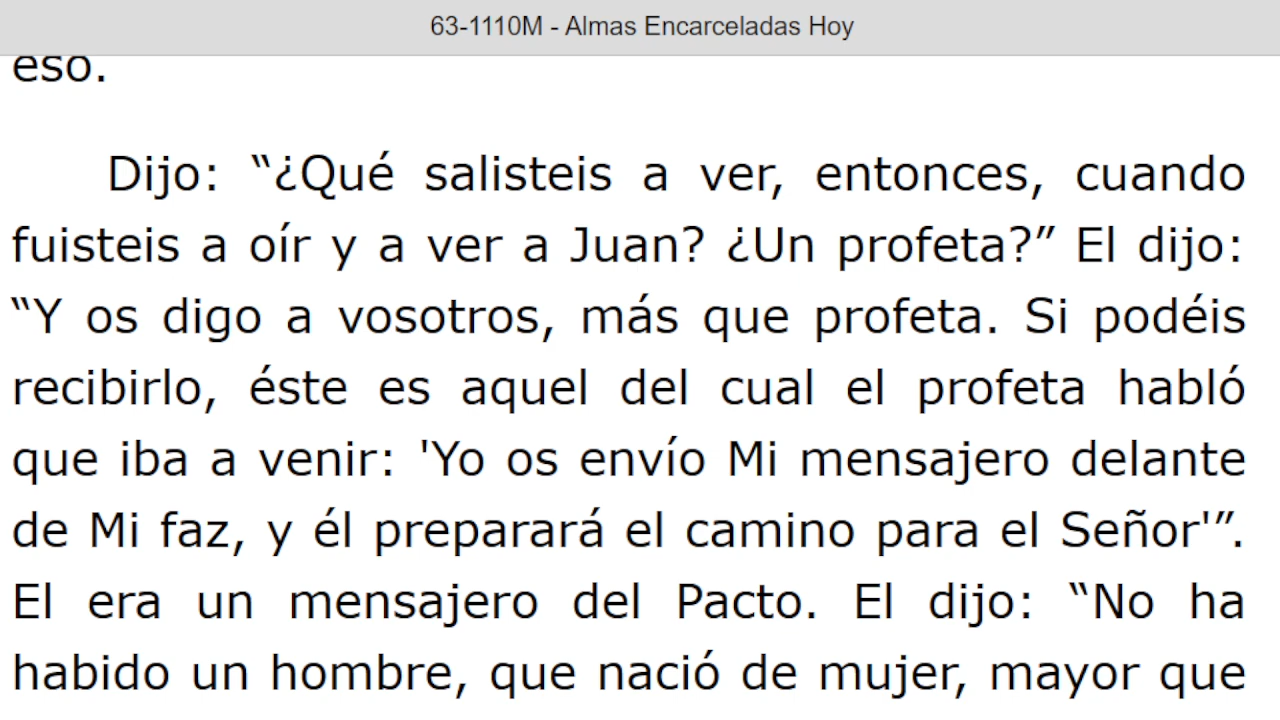 63-1110M - Almas Encarceladas Hoy
eso.
Dijo: “¿Qué salisteis a ver, entonces, cuando
fuisteis a oír y a ver a Juan? ¿Un profeta?” El dijo:
“Y os digo a vosotros, más que profeta. Si podéis
recibirlo, éste es aquel del cual el profeta habló
que iba a venir: 'Yo os envío Mi mensajero delante
de Mi faz, y él preparará el camino para el Señor'”.
El era un mensajero del Pacto. El dijo: “No ha
habido un hombre, que nació de mujer, mayor que